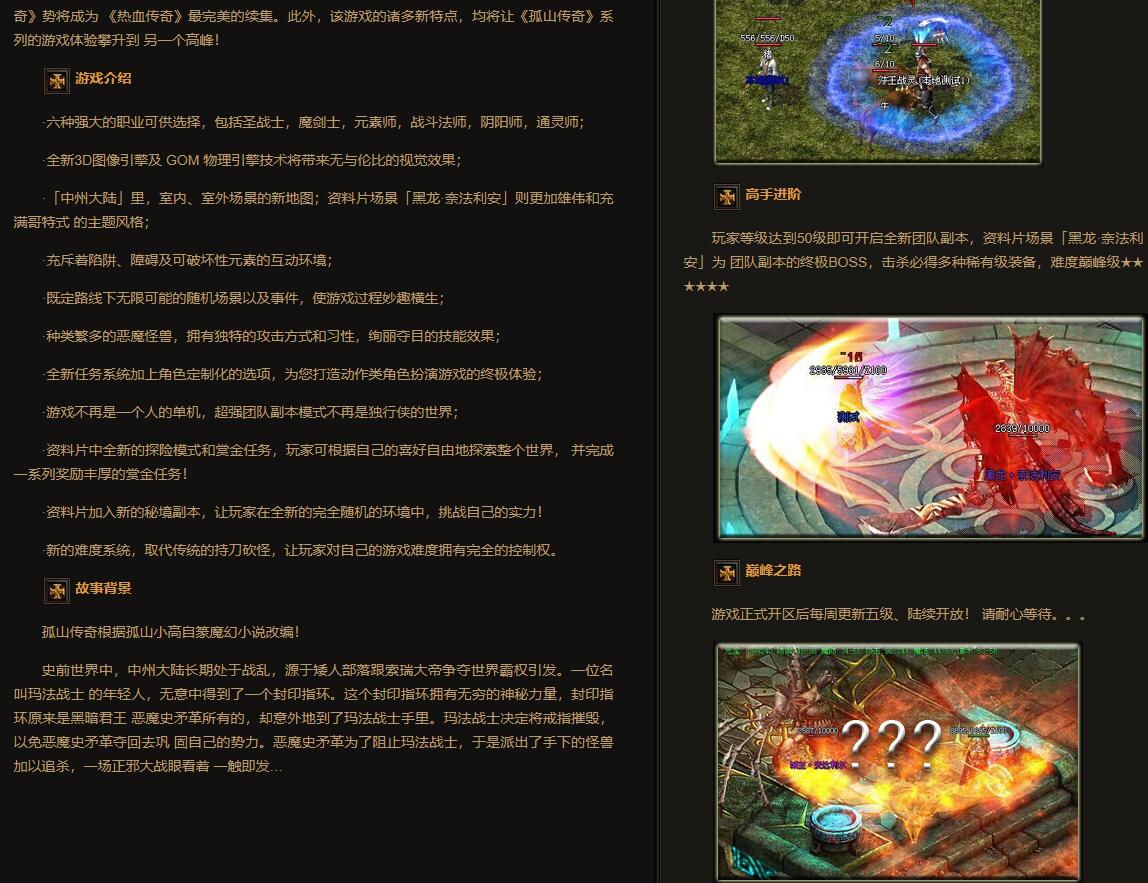 奇》势将成为 《热血传奇》最完美的续集。此外，该游戏的诸多新特点，均将让《孤山传奇》系
列的游戏体验攀升到 另一个高峰！
游戏介绍
·六种强大的职业可供选择，包括圣战士，魔剑士，元素师，战斗法师，阴阳师，通灵师；
·全新3D图像引擎及 GOM 物理引擎技术将带来无与伦比的视觉效果；
·「中州大陆」里，室内、室外场景的新地图；资料片场景「黑龙·奈法利安」则更加雄伟和充
满哥特式 的主题风格；
·充斥着陷阱、障碍及可破坏性元素的互动环境；
·既定路线下无限可能的随机场景以及事件，使游戏过程妙趣横生；
·种类繁多的恶魔怪兽，拥有独特的攻击方式和习性，绚丽夺目的技能效果；
·全新任务系统加上角色定制化的选项，为您打造动作类角色扮演游戏的终极体验；
·游戏不再是一个人的单机，超强团队副本模式不再是独行侠的世界；
·资料片中全新的探险模式和赏金任务，玩家可根据自己的喜好自由地探索整个世界， 并完成
一系列奖励丰厚的赏金任务！
·资料片加入新的秘境副本，让玩家在全新的完全随机的环境中，挑战自己的实力！
·新的难度系统，取代传统的持刀砍怪，让玩家对自己的游戏难度拥有完全的控制权。
故事背景
孤山传奇根据孤山小高自篆魔幻小说改编！
史前世界中，中州大陆长期处于战乱，源于矮人部落跟索瑞大帝争夺世界霸权引发。一位名
叫玛法战士 的年轻人，无意中得到了一个封印指环。这个封印指环拥有无穷的神秘力量，封印指
环原来是黑暗君王 恶魔史矛革所有的，却意外地到了玛法战士手里。玛法战士决定将戒指摧毁，
以免恶魔史矛革夺回去巩 固自己的势力。恶魔史矛革为了阻止玛法战士，于是派出了手下的怪兽
加以追杀，一场正邪大战眼看着 一触即发...
556/556/D50
猪
5/10
6/10
牛
高手进阶
玩家等级达到50级即可开启全新团队副本，资料片场景「黑龙·奈法利
安」为 团队副本的终极BOSS，击杀必得多种稀有级装备，难度巅峰级★★
★★★★
-16
2985/5981/Z100
测试
2839/10000
黑龙·奈法利安
巅峰之路
游戏正式开区后每周更新五级、陆续开放！ 请耐心等待。。。
2587/10000
？？？